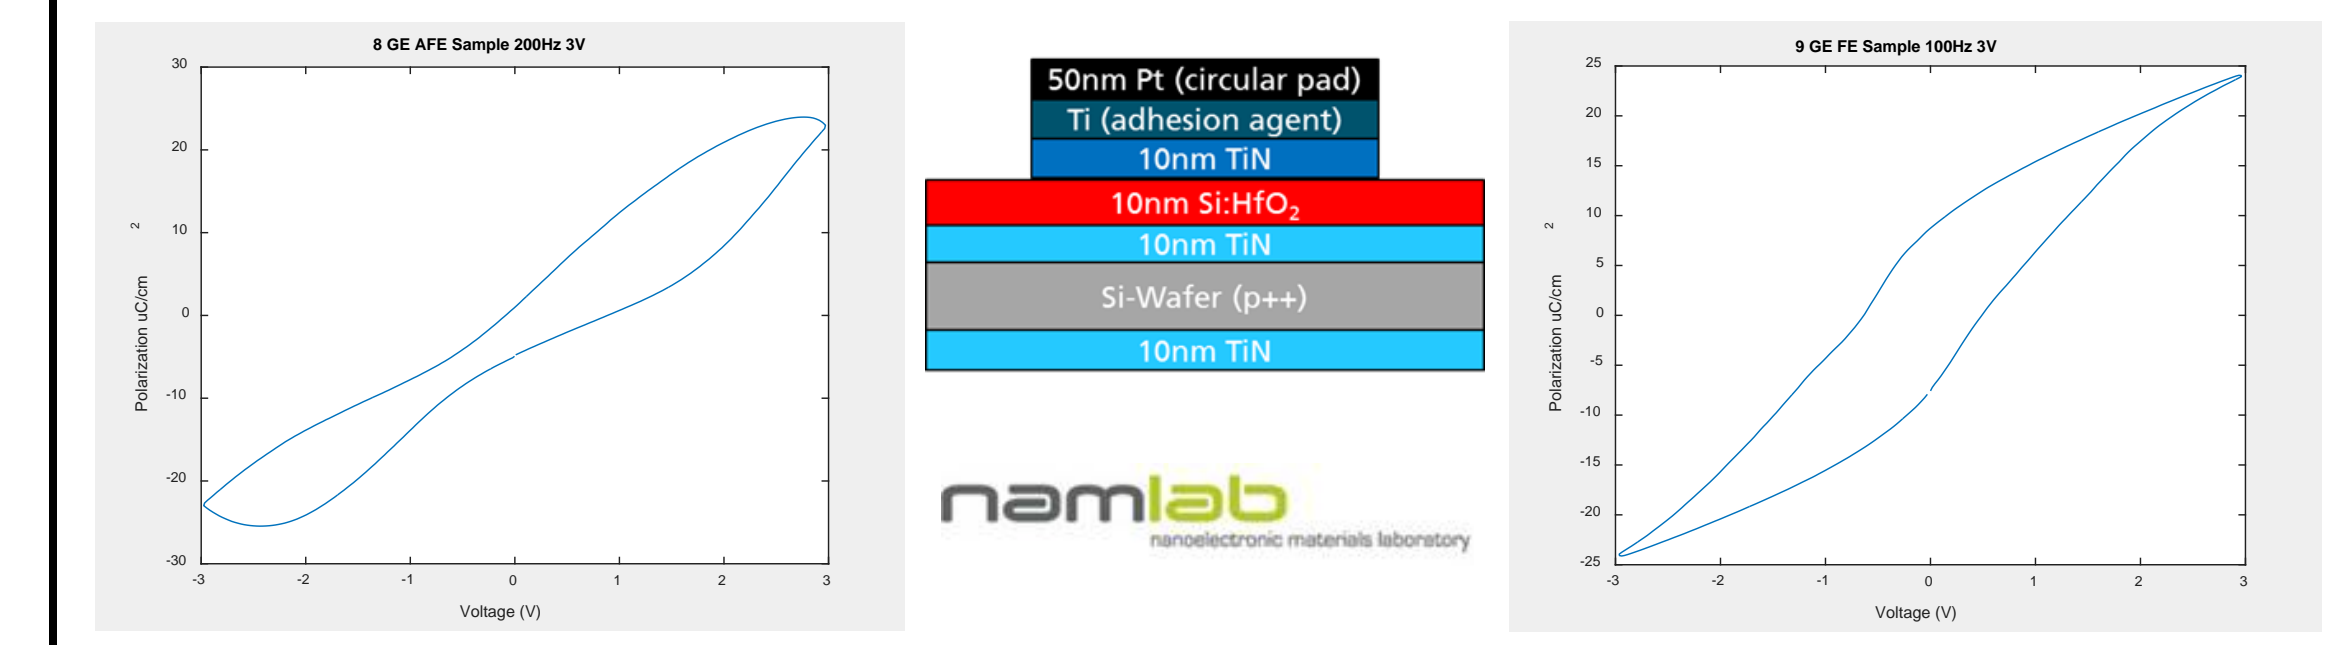 8 GE AFE Sample 200Hz 3V
30
20
10
0
-10
-20
-30
-3
-2
-1
0
1
2
3
Voltage (V)
Polarization uC/cm
2
50nm Pt (circular pad)
Ti (adhesion agent)
10nm TiN
10nm Si:HfO₂
10nm TiN
Si-Wafer (p++)
10nm TiN
namlab
nanoelectronic materials laboratory
9 GE FE Sample 100Hz 3V
25
20
15
10
5
0
-5
-10
-15
-20
-25
-3
-2
-1
0
1
2
3
Voltage (V)
Polarization uC/cm
2